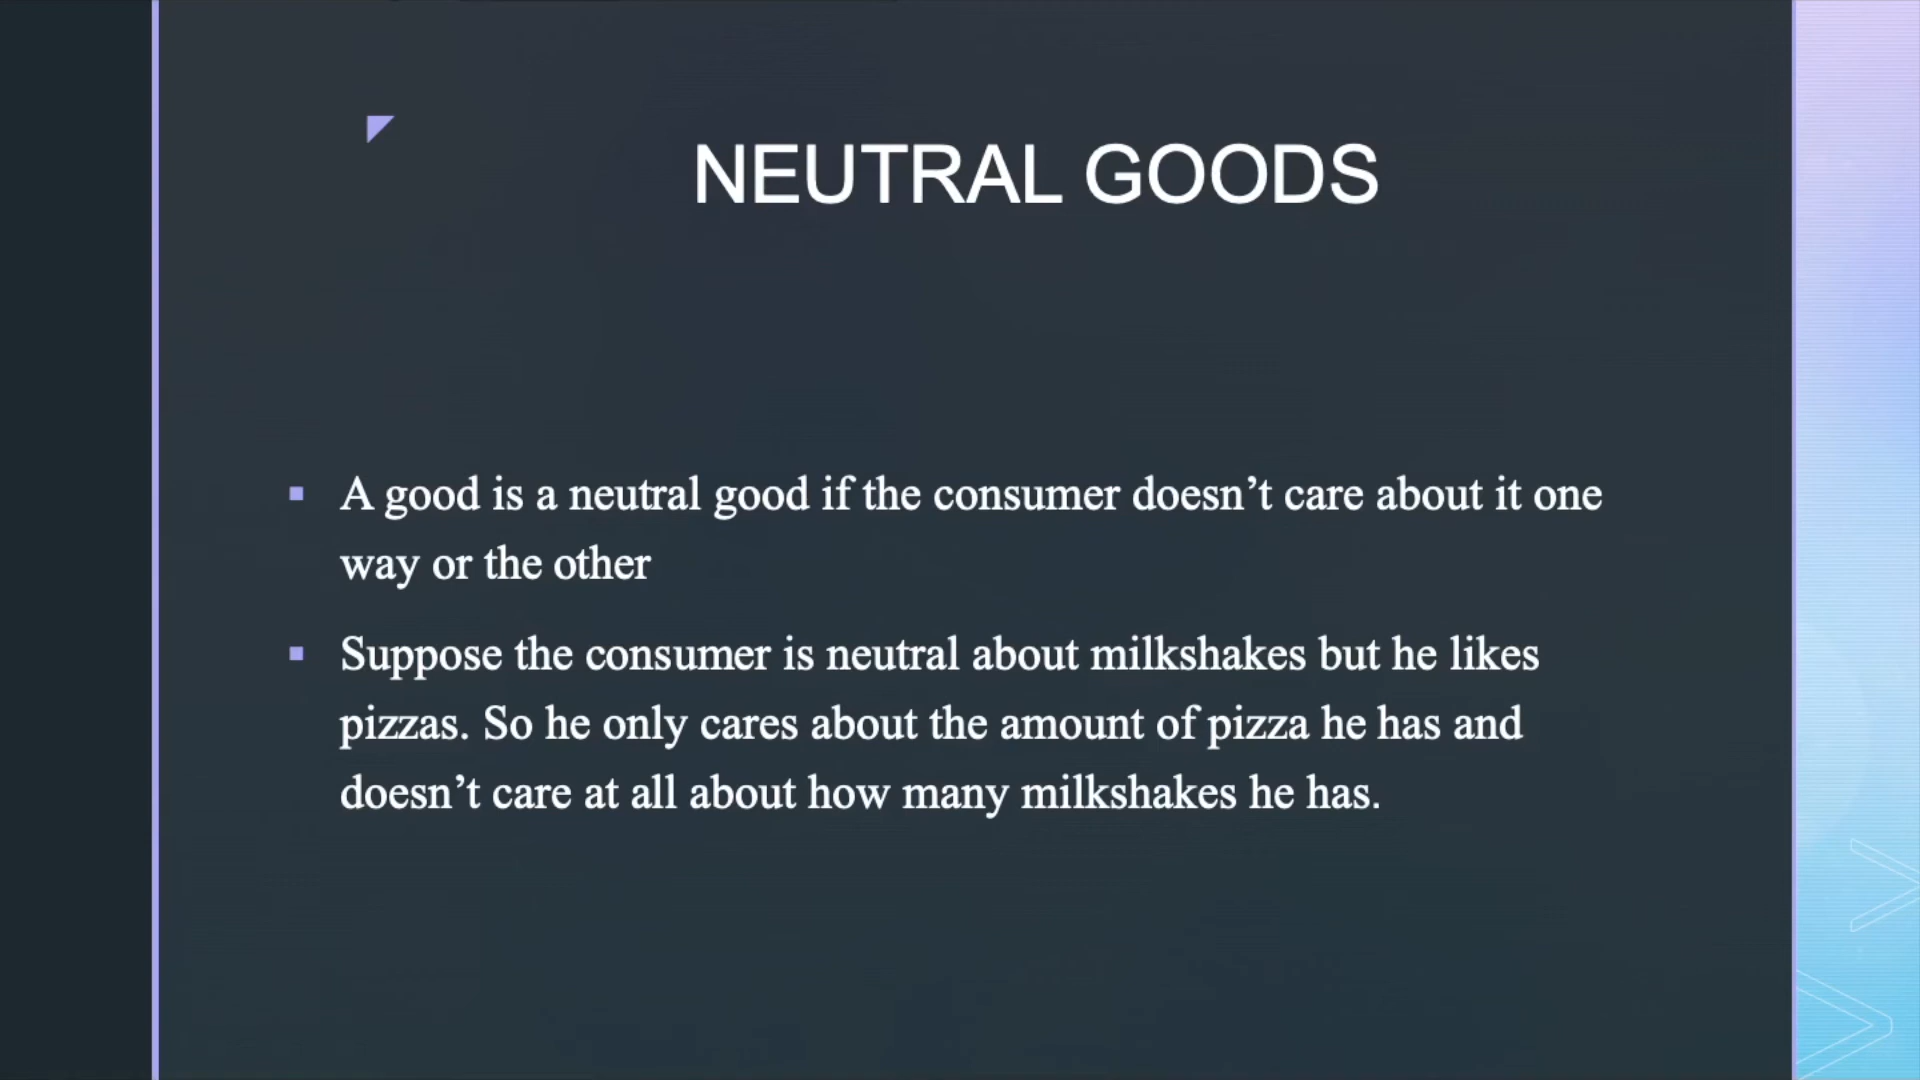 NEUTRAL GOODS
A good is a neutral good if the consumer doesn’t care about it one
way or the other
Suppose the consumer is neutral about milkshakes but he likes
pizzas. So he only cares about the amount of pizza he has and
doesn’t care at all about how many milkshakes he has.